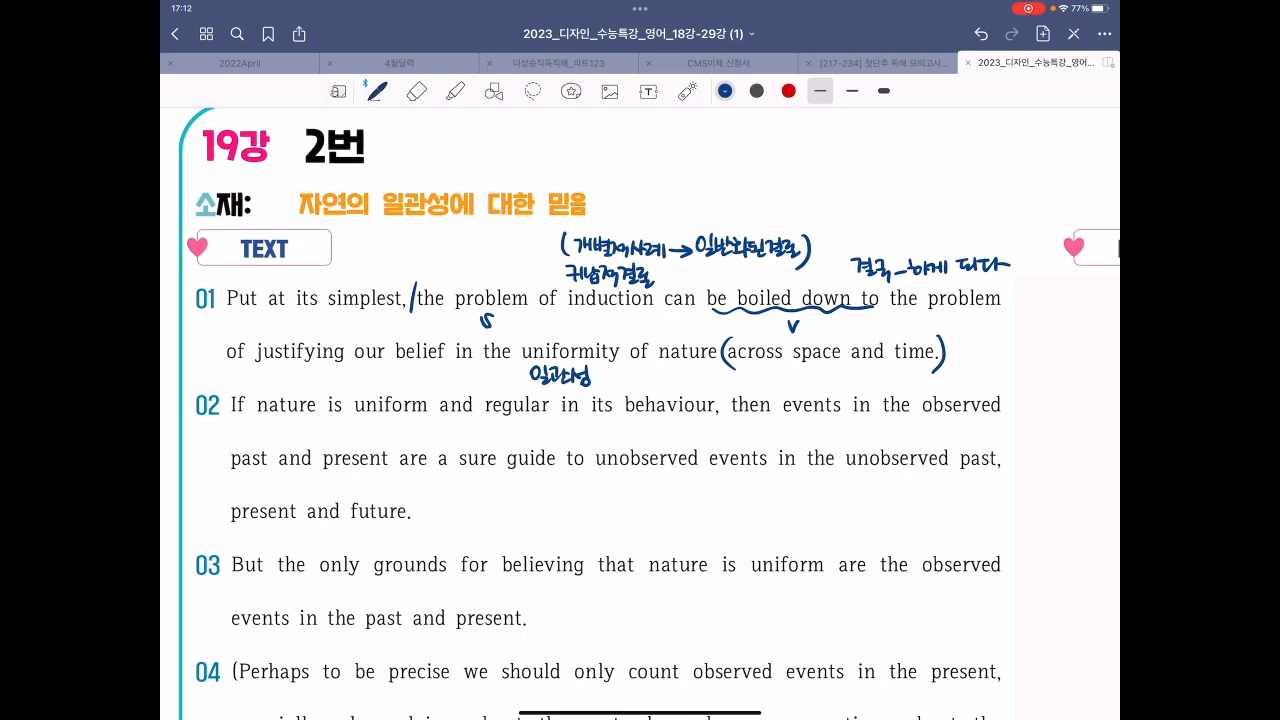 17:12
77%
2023_디자인_수능특강_영어_18강-29강 (1)
2022April
4월달력
더상승직독직해_파트123
CMS이체 신청서
[217-234] 첫단추 독해 모의고사...
2023_디자인_수능특강_영어...
19강 2번
소재: 자연의 일관성에 대한 믿음
TEXT
(개별적사례→일반화된결론)
귀납적결론
결국 –하게 되다
01 Put at its simplest, the problem of induction can be boiled down to the problem
S
V
of justifying our belief in the uniformity of nature (across space and time.)
일관성
02 If nature is uniform and regular in its behaviour, then events in the observed
past and present are a sure guide to unobserved events in the unobserved past,
present and future.
03 But the only grounds for believing that nature is uniform are the observed
events in the past and present.
04 (Perhaps to be precise we should only count observed events in the present,